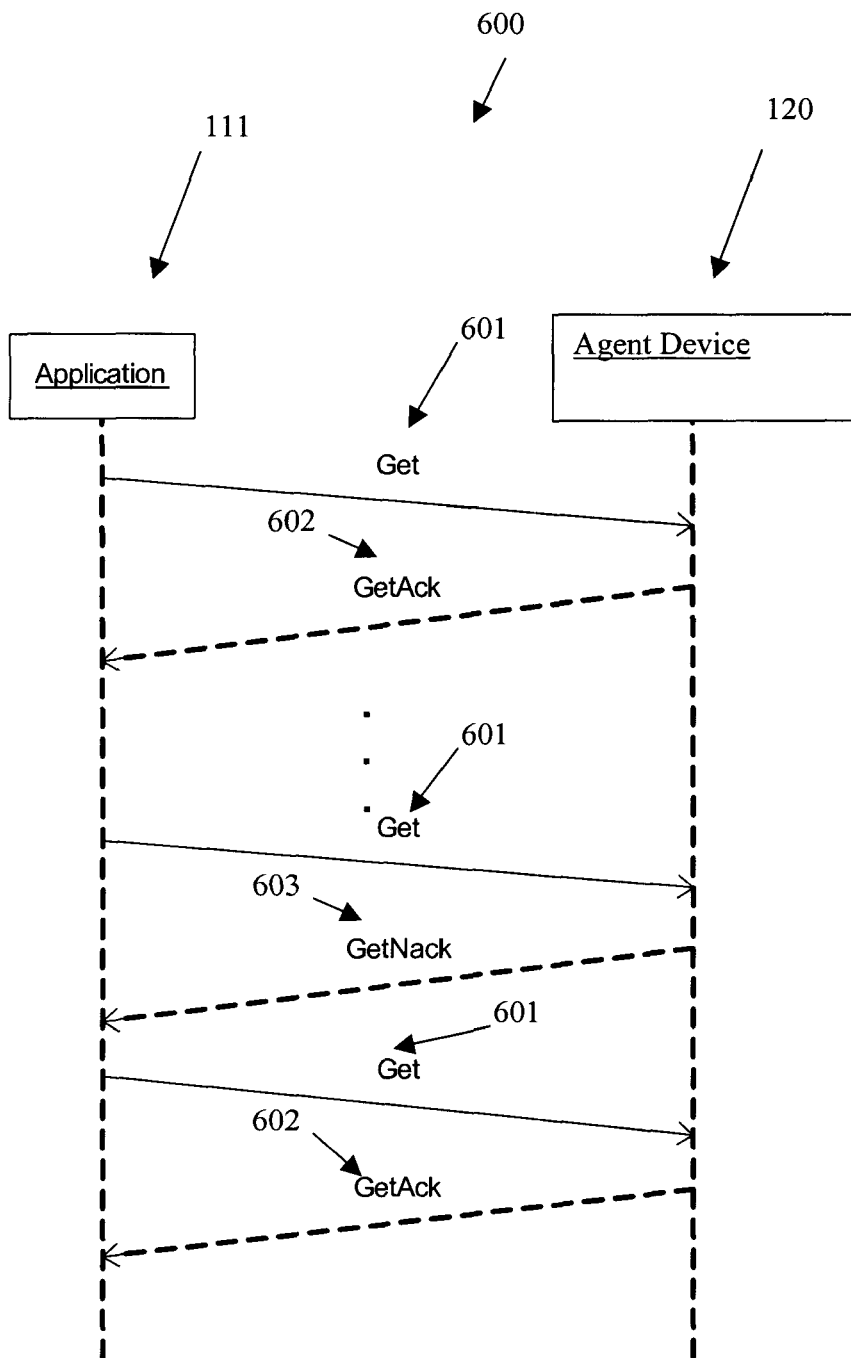 600
111
120
601
Application
Agent Device
Get
602
GetAck
601
Get
603
GetNack
601
Get
602
GetAck